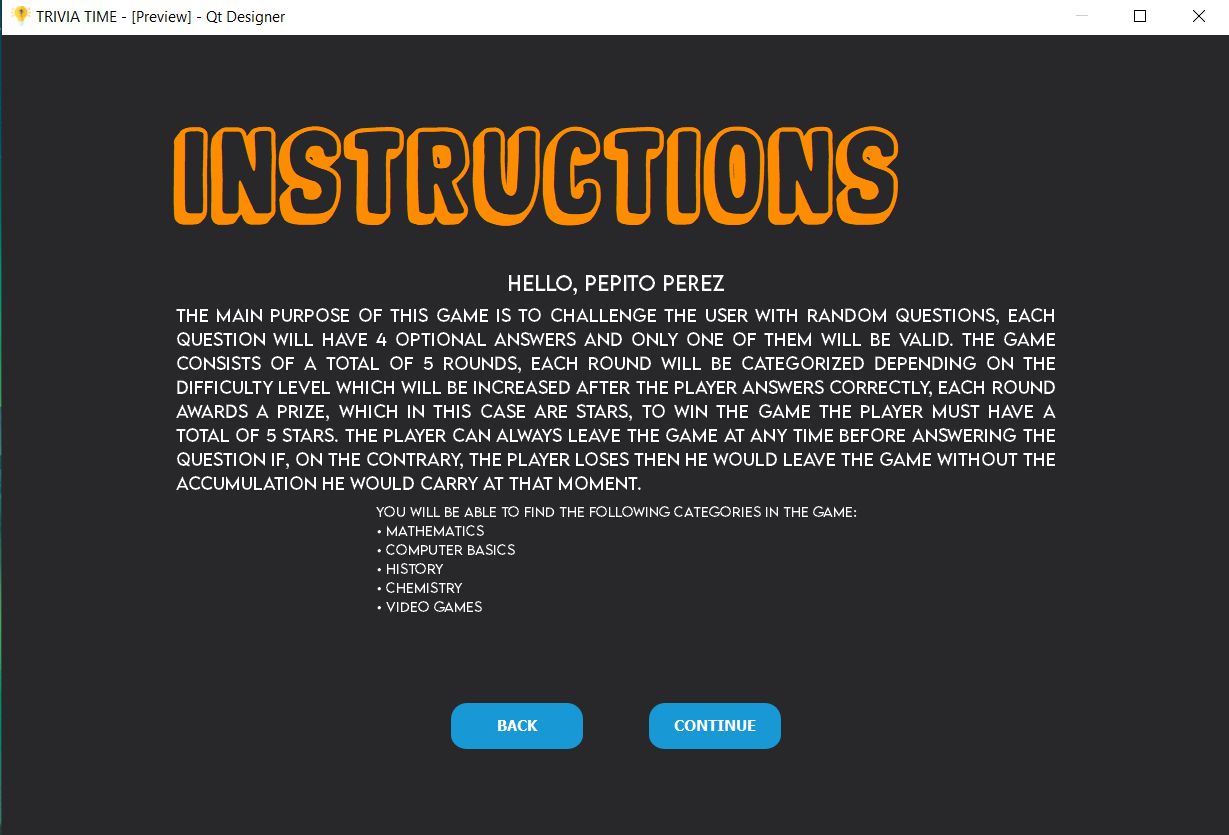 TRIVIA TIME - [Preview] - Qt Designer
INSTRUCTIONS
HELLO, PEPITO PEREZ
THE MAIN PURPOSE OF THIS GAME IS TO CHALLENGE THE USER WITH RANDOM QUESTIONS, EACH
QUESTION WILL HAVE 4 OPTIONAL ANSWERS AND ONLY ONE OF THEM WILL BE VALID. THE GAME
CONSISTS OF A TOTAL OF 5 ROUNDS, EACH ROUND WILL BE CATEGORIZED DEPENDING ON THE
DIFFICULTY LEVEL WHICH WILL BE INCREASED AFTER THE PLAYER ANSWERS CORRECTLY, EACH ROUND
AWARDS A PRIZE, WHICH IN THIS CASE ARE STARS, TO WIN THE GAME THE PLAYER MUST HAVE A
TOTAL OF 5 STARS. THE PLAYER CAN ALWAYS LEAVE THE GAME AT ANY TIME BEFORE ANSWERING THE
QUESTION IF, ON THE CONTRARY, THE PLAYER LOSES THEN HE WOULD LEAVE THE GAME WITHOUT THE
ACCUMULATION HE WOULD CARRY AT THAT MOMENT.
YOU WILL BE ABLE TO FIND THE FOLLOWING CATEGORIES IN THE GAME:
• MATHEMATICS
• COMPUTER BASICS
• HISTORY
• CHEMISTRY
• VIDEO GAMES
BACK
CONTINUE